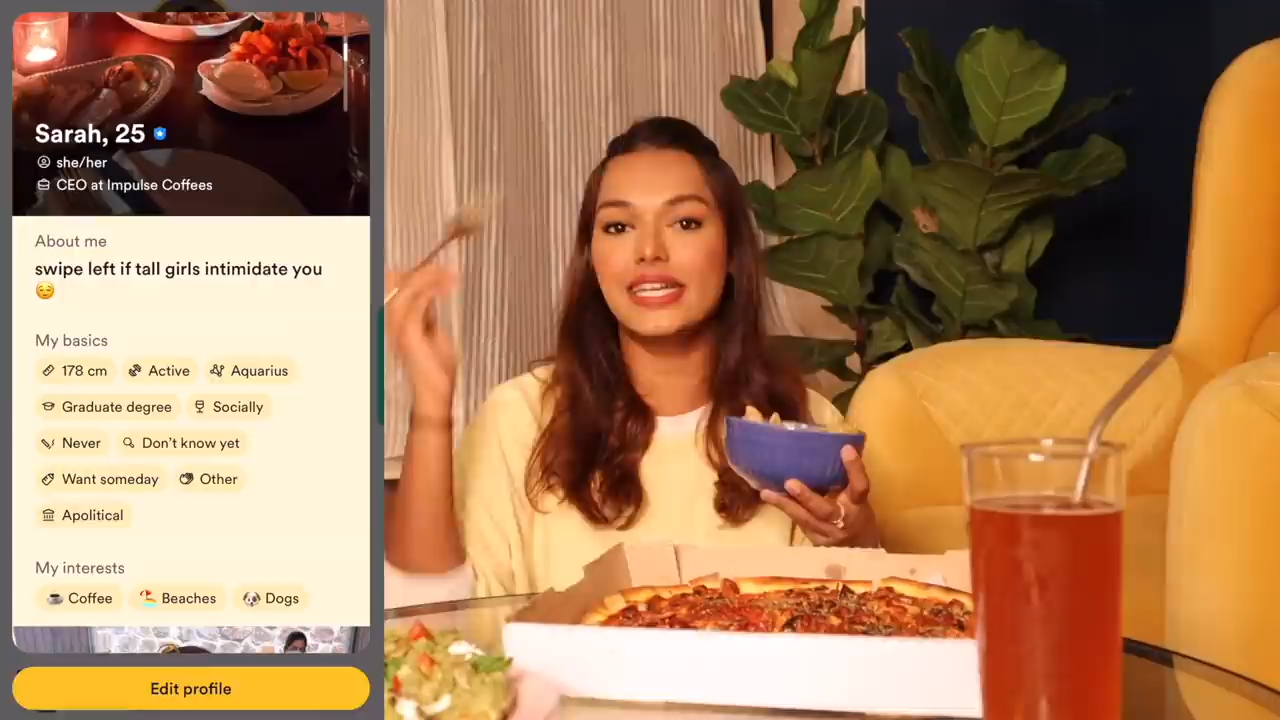 Sarah, 25
she/her
CEO at Impulse Coffees
About me
swipe left if tall girls intimidate you
😌
My basics
178 cm Active Aquarius
Graduate degree Socially
Never Don't know yet
Want someday Other
Apolitical
My interests
Coffee Beaches Dogs
Edit profile